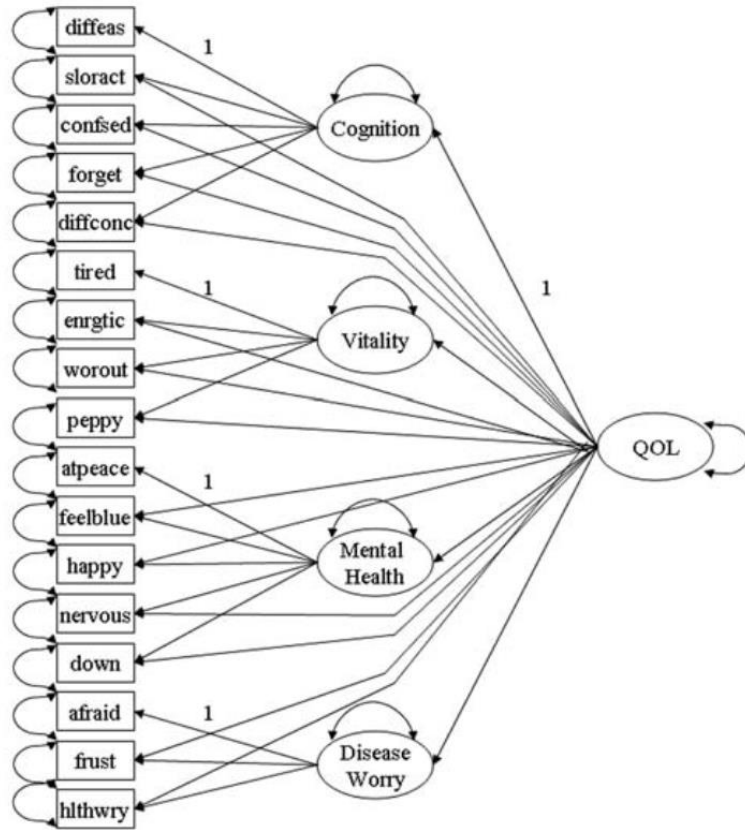 diffeas
1
sloract
confsed
Cognition
forget
diffconc
tired
1
1
enrgtic
Vitality
worout
peppy
QOL
atpeace
1
feelblue
happy
Mental
Health
nervous
down
afraid
1
frust
Disease
Worry
hlthwry